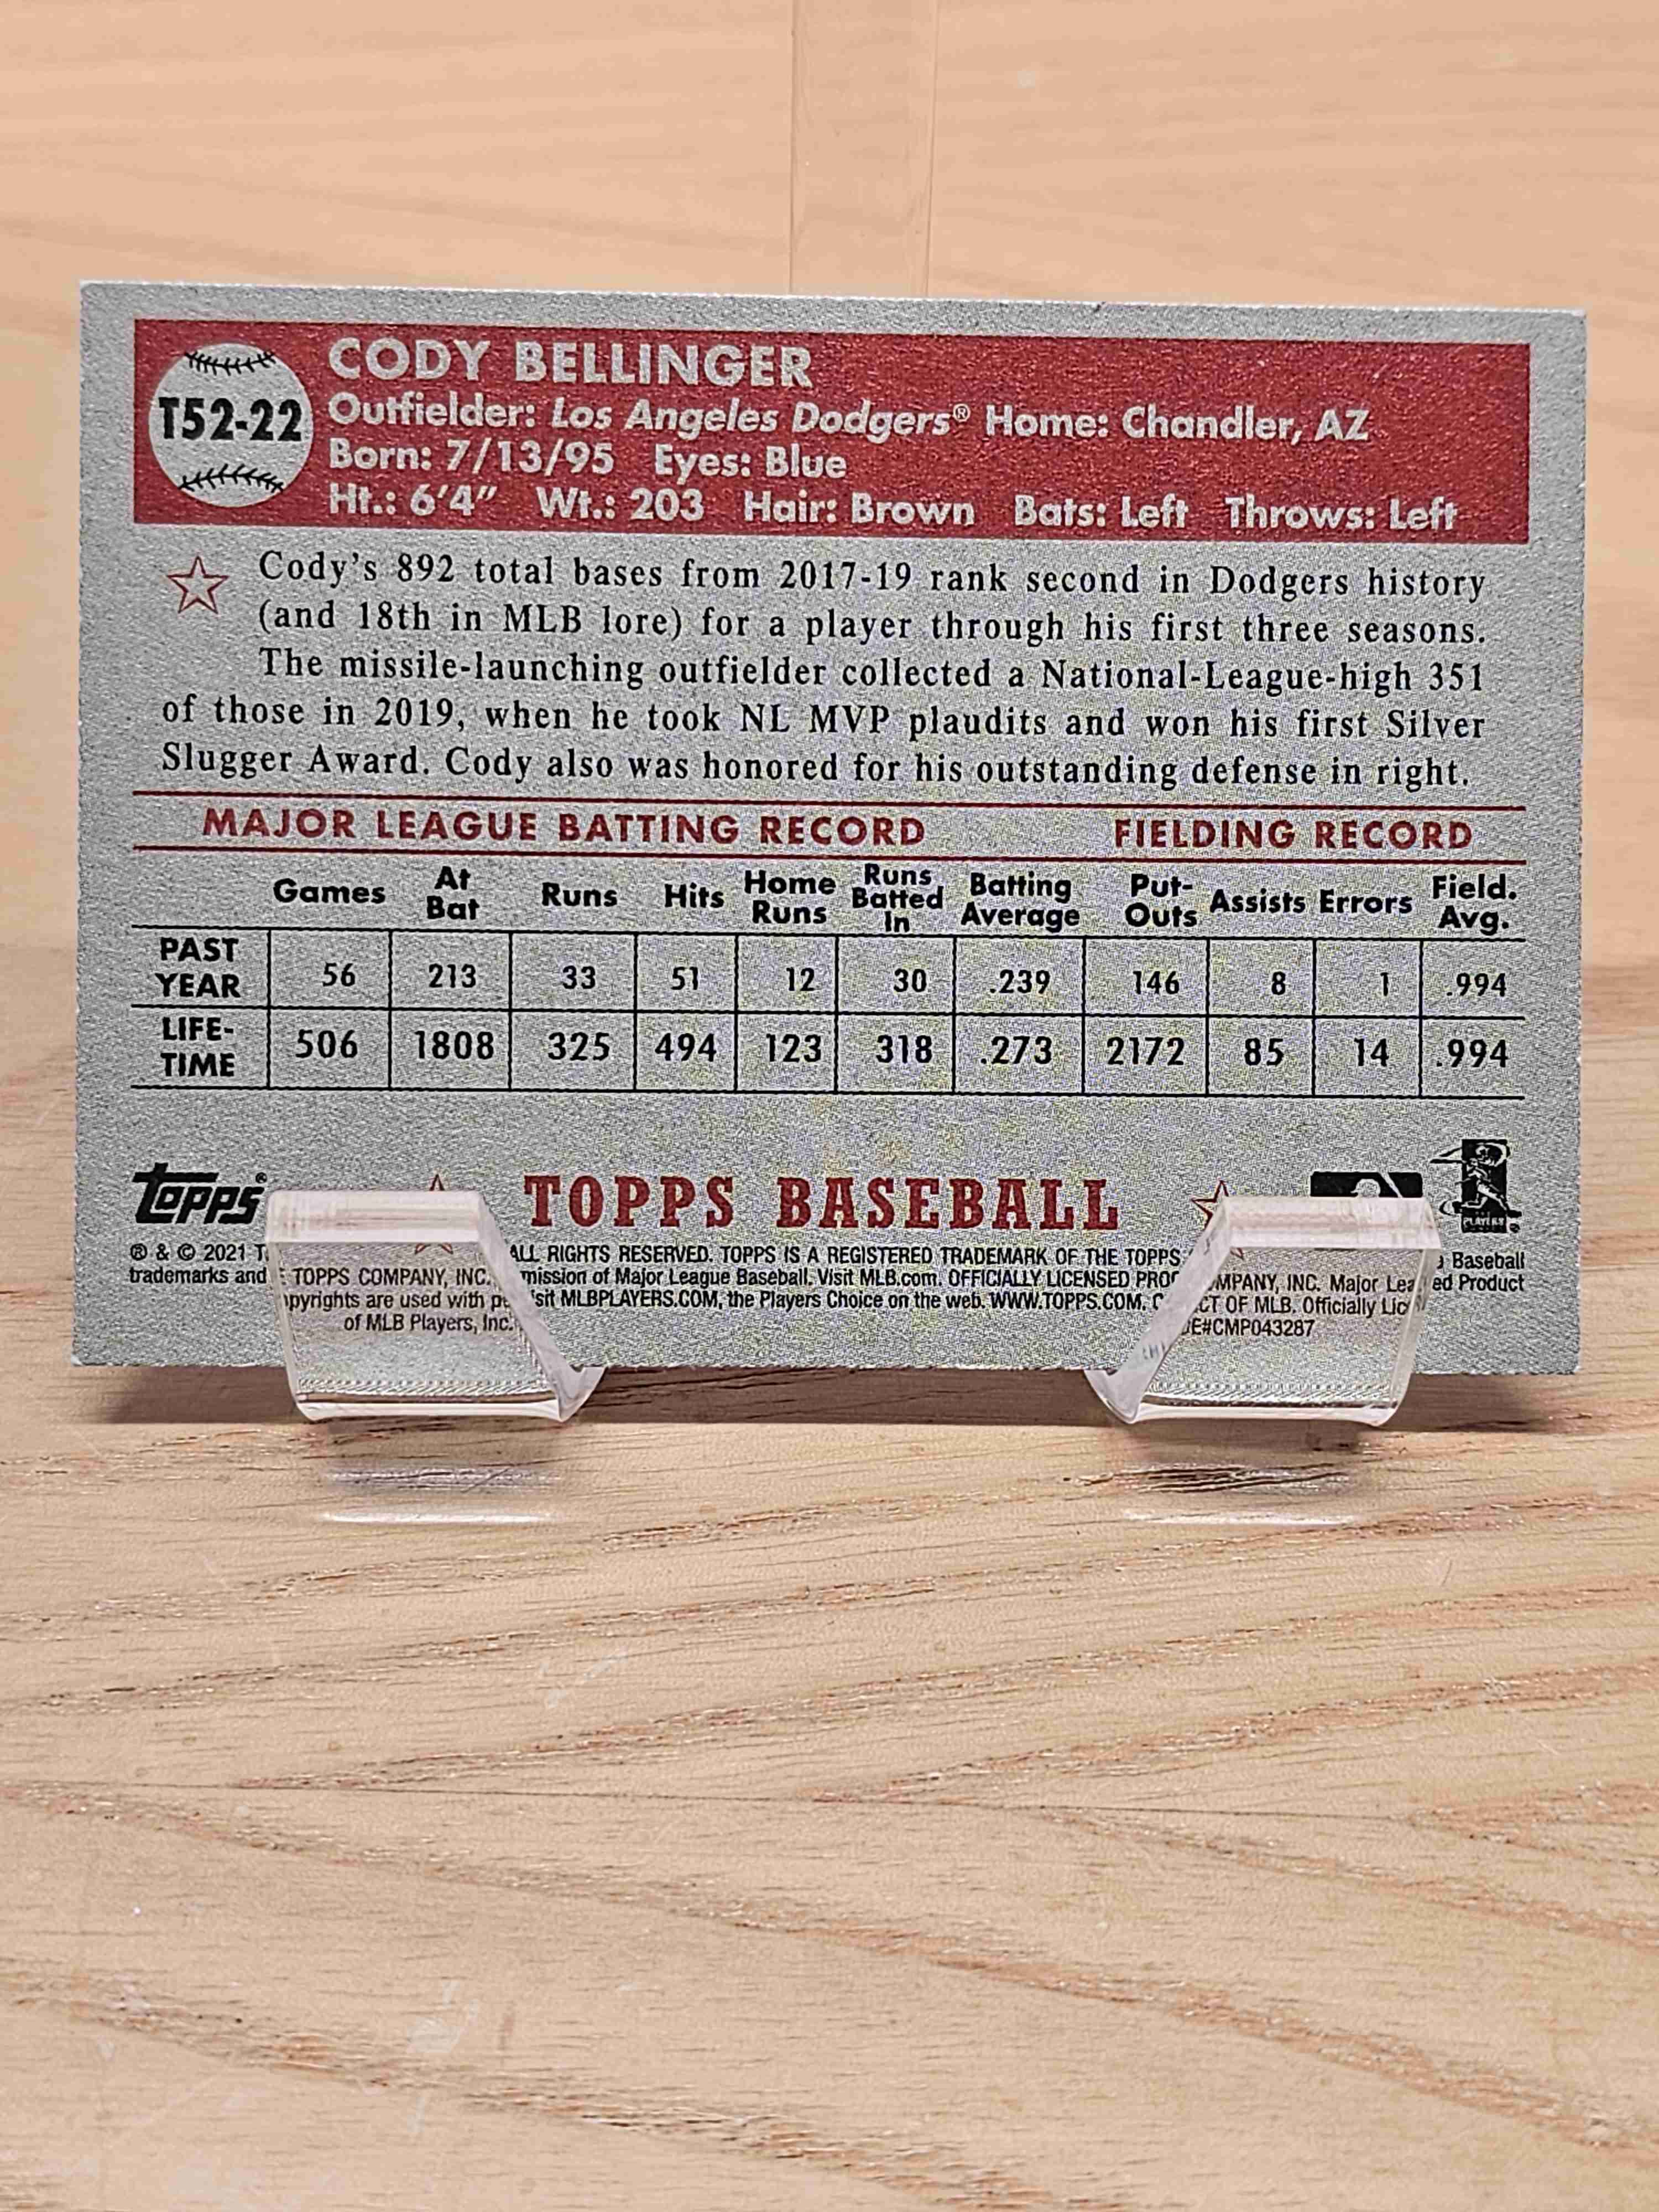 T52-22
CODY BELLINGER
Outfielder: Los Angeles Dodgers® Home: Chandler, AZ
Born: 7/13/95 Eyes: Blue
Ht.: 6'4" Wt.: 203 Hair: Brown Bats: Left Throws: Left
Cody's 892 total bases from 2017-19 rank second in Dodgers history
(and 18th in MLB lore) for a player through his first three seasons.
The missile-launching outfielder collected a National-League-high 351
of those in 2019, when he took NL MVP plaudits and won his first Silver
Slugger Award. Cody also was honored for his outstanding defense in right.
MAJOR LEAGUE BATTING RECORD FIELDING RECORD
Games At Bat Runs Hits Home Runs Runs Batted In Batting Average Put-Outs Assists Errors Field. Avg.
PAST YEAR 56 213 33 51 12 30 .239 146 8 1 .994
LIFE-TIME 506 1808 325 494 123 318 .273 2172 85 14 .994
topps® TOPPS BASEBALL PLAYERS
® & © 2021 TOPPS COMPANY, INC. ALL RIGHTS RESERVED. TOPPS IS A REGISTERED TRADEMARK OF THE TOPPS COMPANY, INC. Major League Baseball
trademarks and copyrights are used with permission of Major League Baseball. Visit MLB.com. OFFICIALLY LICENSED PRODUCT OF MLB. Officially Licensed Product
of MLB Players, Inc. Visit MLBPLAYERS.COM, the Players Choice on the web. WWW.TOPPS.COM. CODE#CMP043287